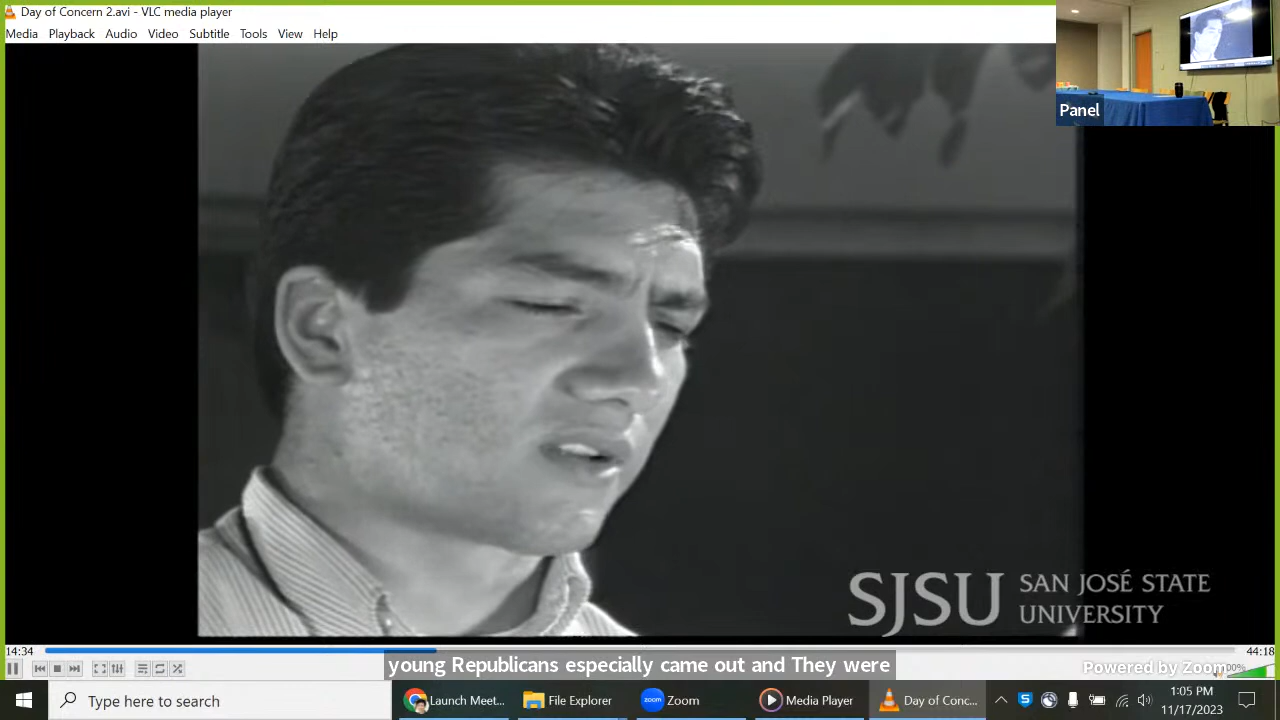 Day of Concern 2.avi - VLC media player
Media Playback Audio Video Subtitle Tools View Help
Panel
SJSU SAN JOSÉ STATE
UNIVERSITY
14:34
44:18
young Republicans especially came out and They were
Powered by Zoom
Type here to search
Launch Meet...
File Explorer
Zoom
Media Player
Day of Conc...
1:05 PM
11/17/2023